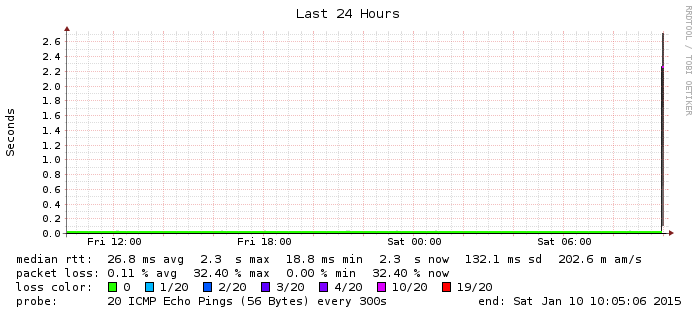 Last 24 Hours
RRDTOOL / TOBI OETIKER
Seconds
2.6
2.4
2.2
2.0
1.8
1.6
1.4
1.2
1.0
0.8
0.6
0.4
0.2
0.0
Fri 12:00 Fri 18:00 Sat 00:00 Sat 06:00
median rtt: 26.8 ms avg 2.3 s max 18.8 ms min 2.3 s now 132.1 ms sd 202.6 m am/s
packet loss: 0.11 % avg 32.40 % max 0.00 % min 32.40 % now
loss color: 0 1/20 2/20 3/20 4/20 10/20 19/20
probe: 20 ICMP Echo Pings (56 Bytes) every 300s end: Sat Jan 10 10:05:06 2015